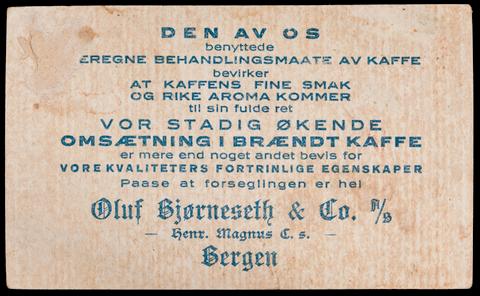 DEN AV OS
benyttede
EREGNE BEHANDLINGSMAATE AV KAFFE
bevirker
AT KAFFENS FINE SMAK
OG RIKE AROMA KOMMER
til sin fulde ret
VOR STADIG ØKENDE
OMSÆTNING I BRÆNDT KAFFE
er mere end noget andet bevis for
VORE KVALITETERS FORTRINLIGE EGENSKAPER
Paase at forseglingen er hel
Oluf Bjørneseth & Co. A/S
— Henr. Magnus C. s. —
Bergen